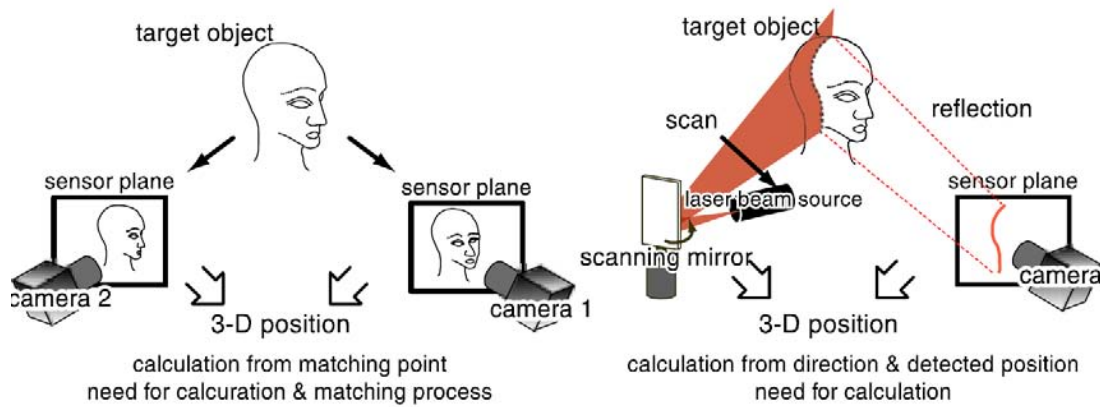 target object
sensor plane
sensor plane
camera 2
camera 1
3-D position
calculation from matching point
need for calcuration & matching process
target object
scan
reflection
laser beam source
sensor plane
scanning mirror
camera
3-D position
calculation from direction & detected position
need for calculation